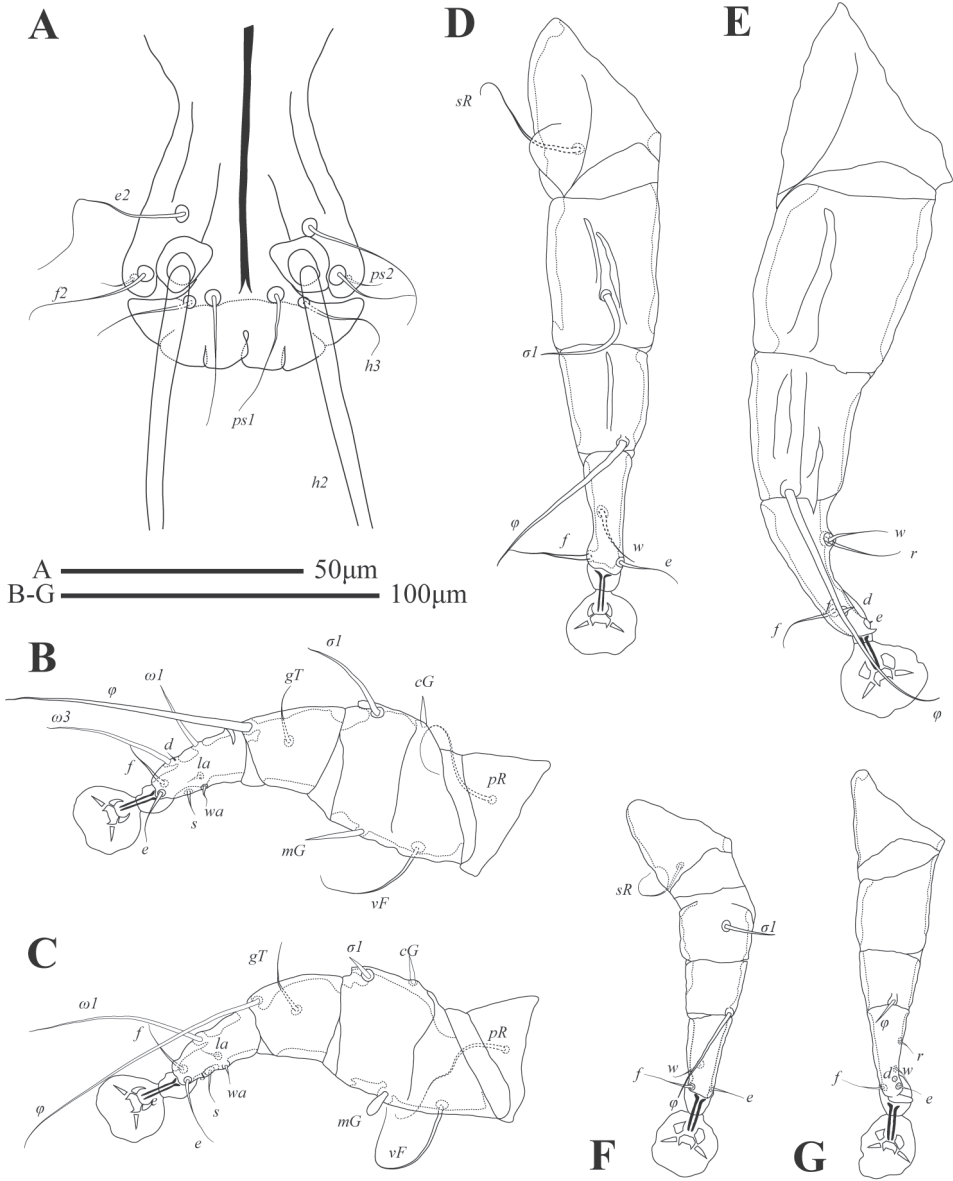 A
e2
f2
ps2
h3
ps1
h2
A 50μm
B-G 100μm
B
σ1
φ
ω1
gT
cG
ω3
d
f
la
pR
s
wa
e
mG
vF
C
gT
σ1
cG
ω1
f
la
pR
wa
s
e
φ
e
mG
vF
D
sR
σ1
φ
f
w
e
E
w
r
d
e
f
φ
F
sR
σ1
w
f
φ
e
G
φ
r
w
d
f
e